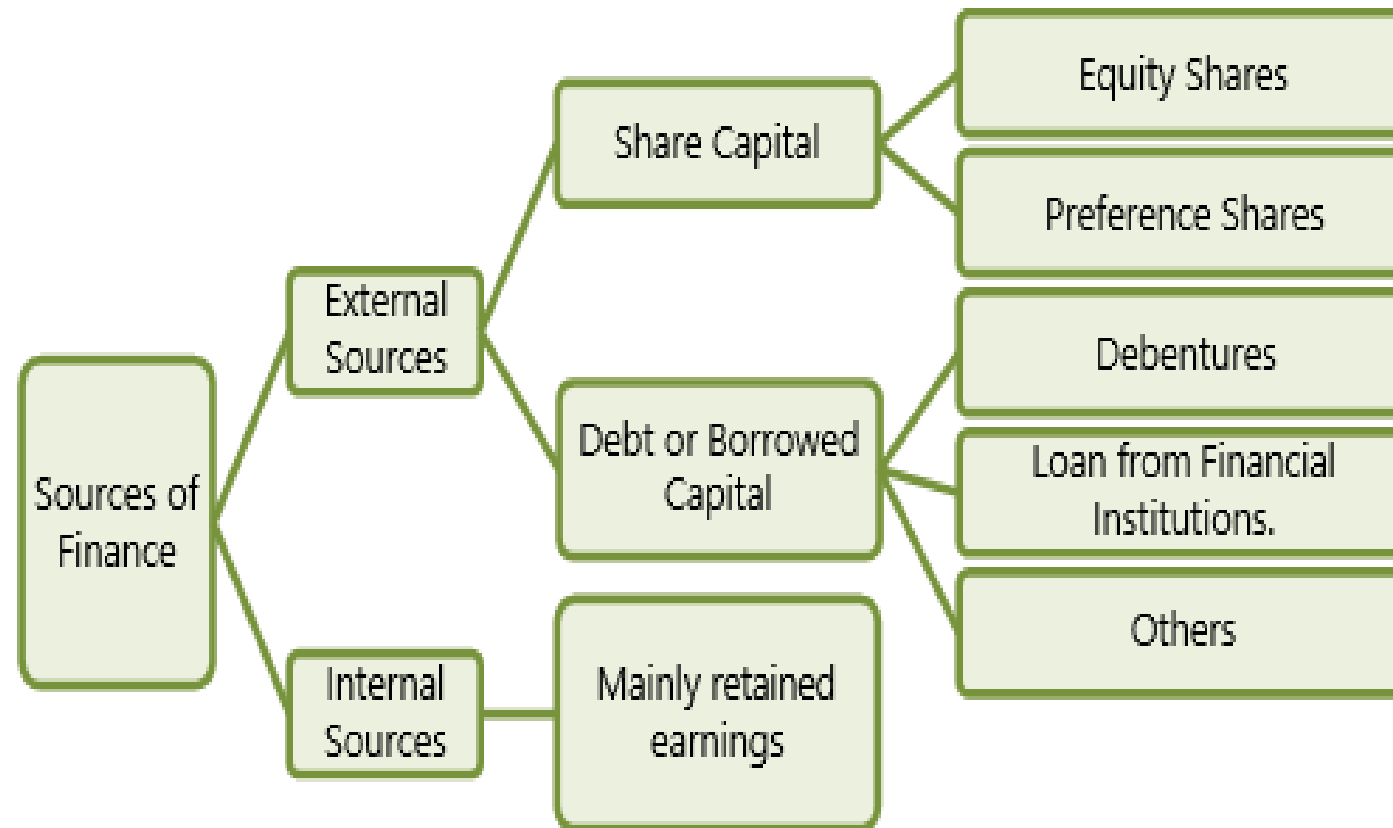 Sources of
Finance
External
Sources
Internal
Sources
Share Capital
Debt or Borrowed
Capital
Mainly retained
earnings
Equity Shares
Preference Shares
Debentures
Loan from Financial
Institutions.
Others